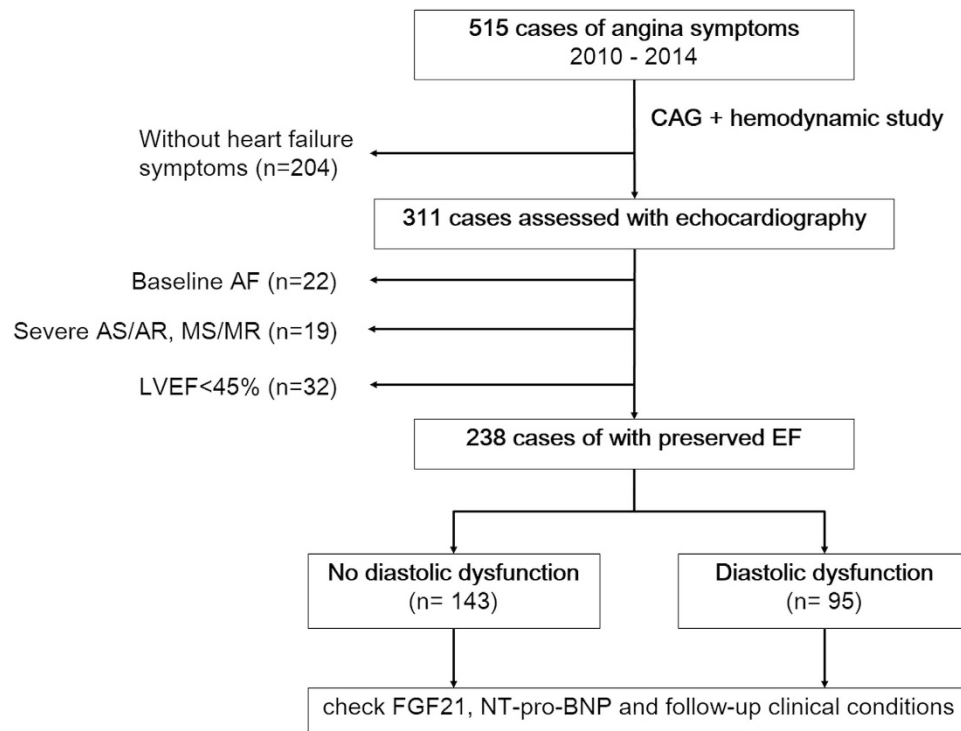 515 cases of angina symptoms
2010 - 2014
CAG + hemodynamic study
Without heart failure
symptoms (n=204)
311 cases assessed with echocardiography
Baseline AF (n=22)
Severe AS/AR, MS/MR (n=19)
LVEF<45% (n=32)
238 cases of with preserved EF
No diastolic dysfunction
(n= 143)
Diastolic dysfunction
(n= 95)
check FGF21, NT-pro-BNP and follow-up clinical conditions